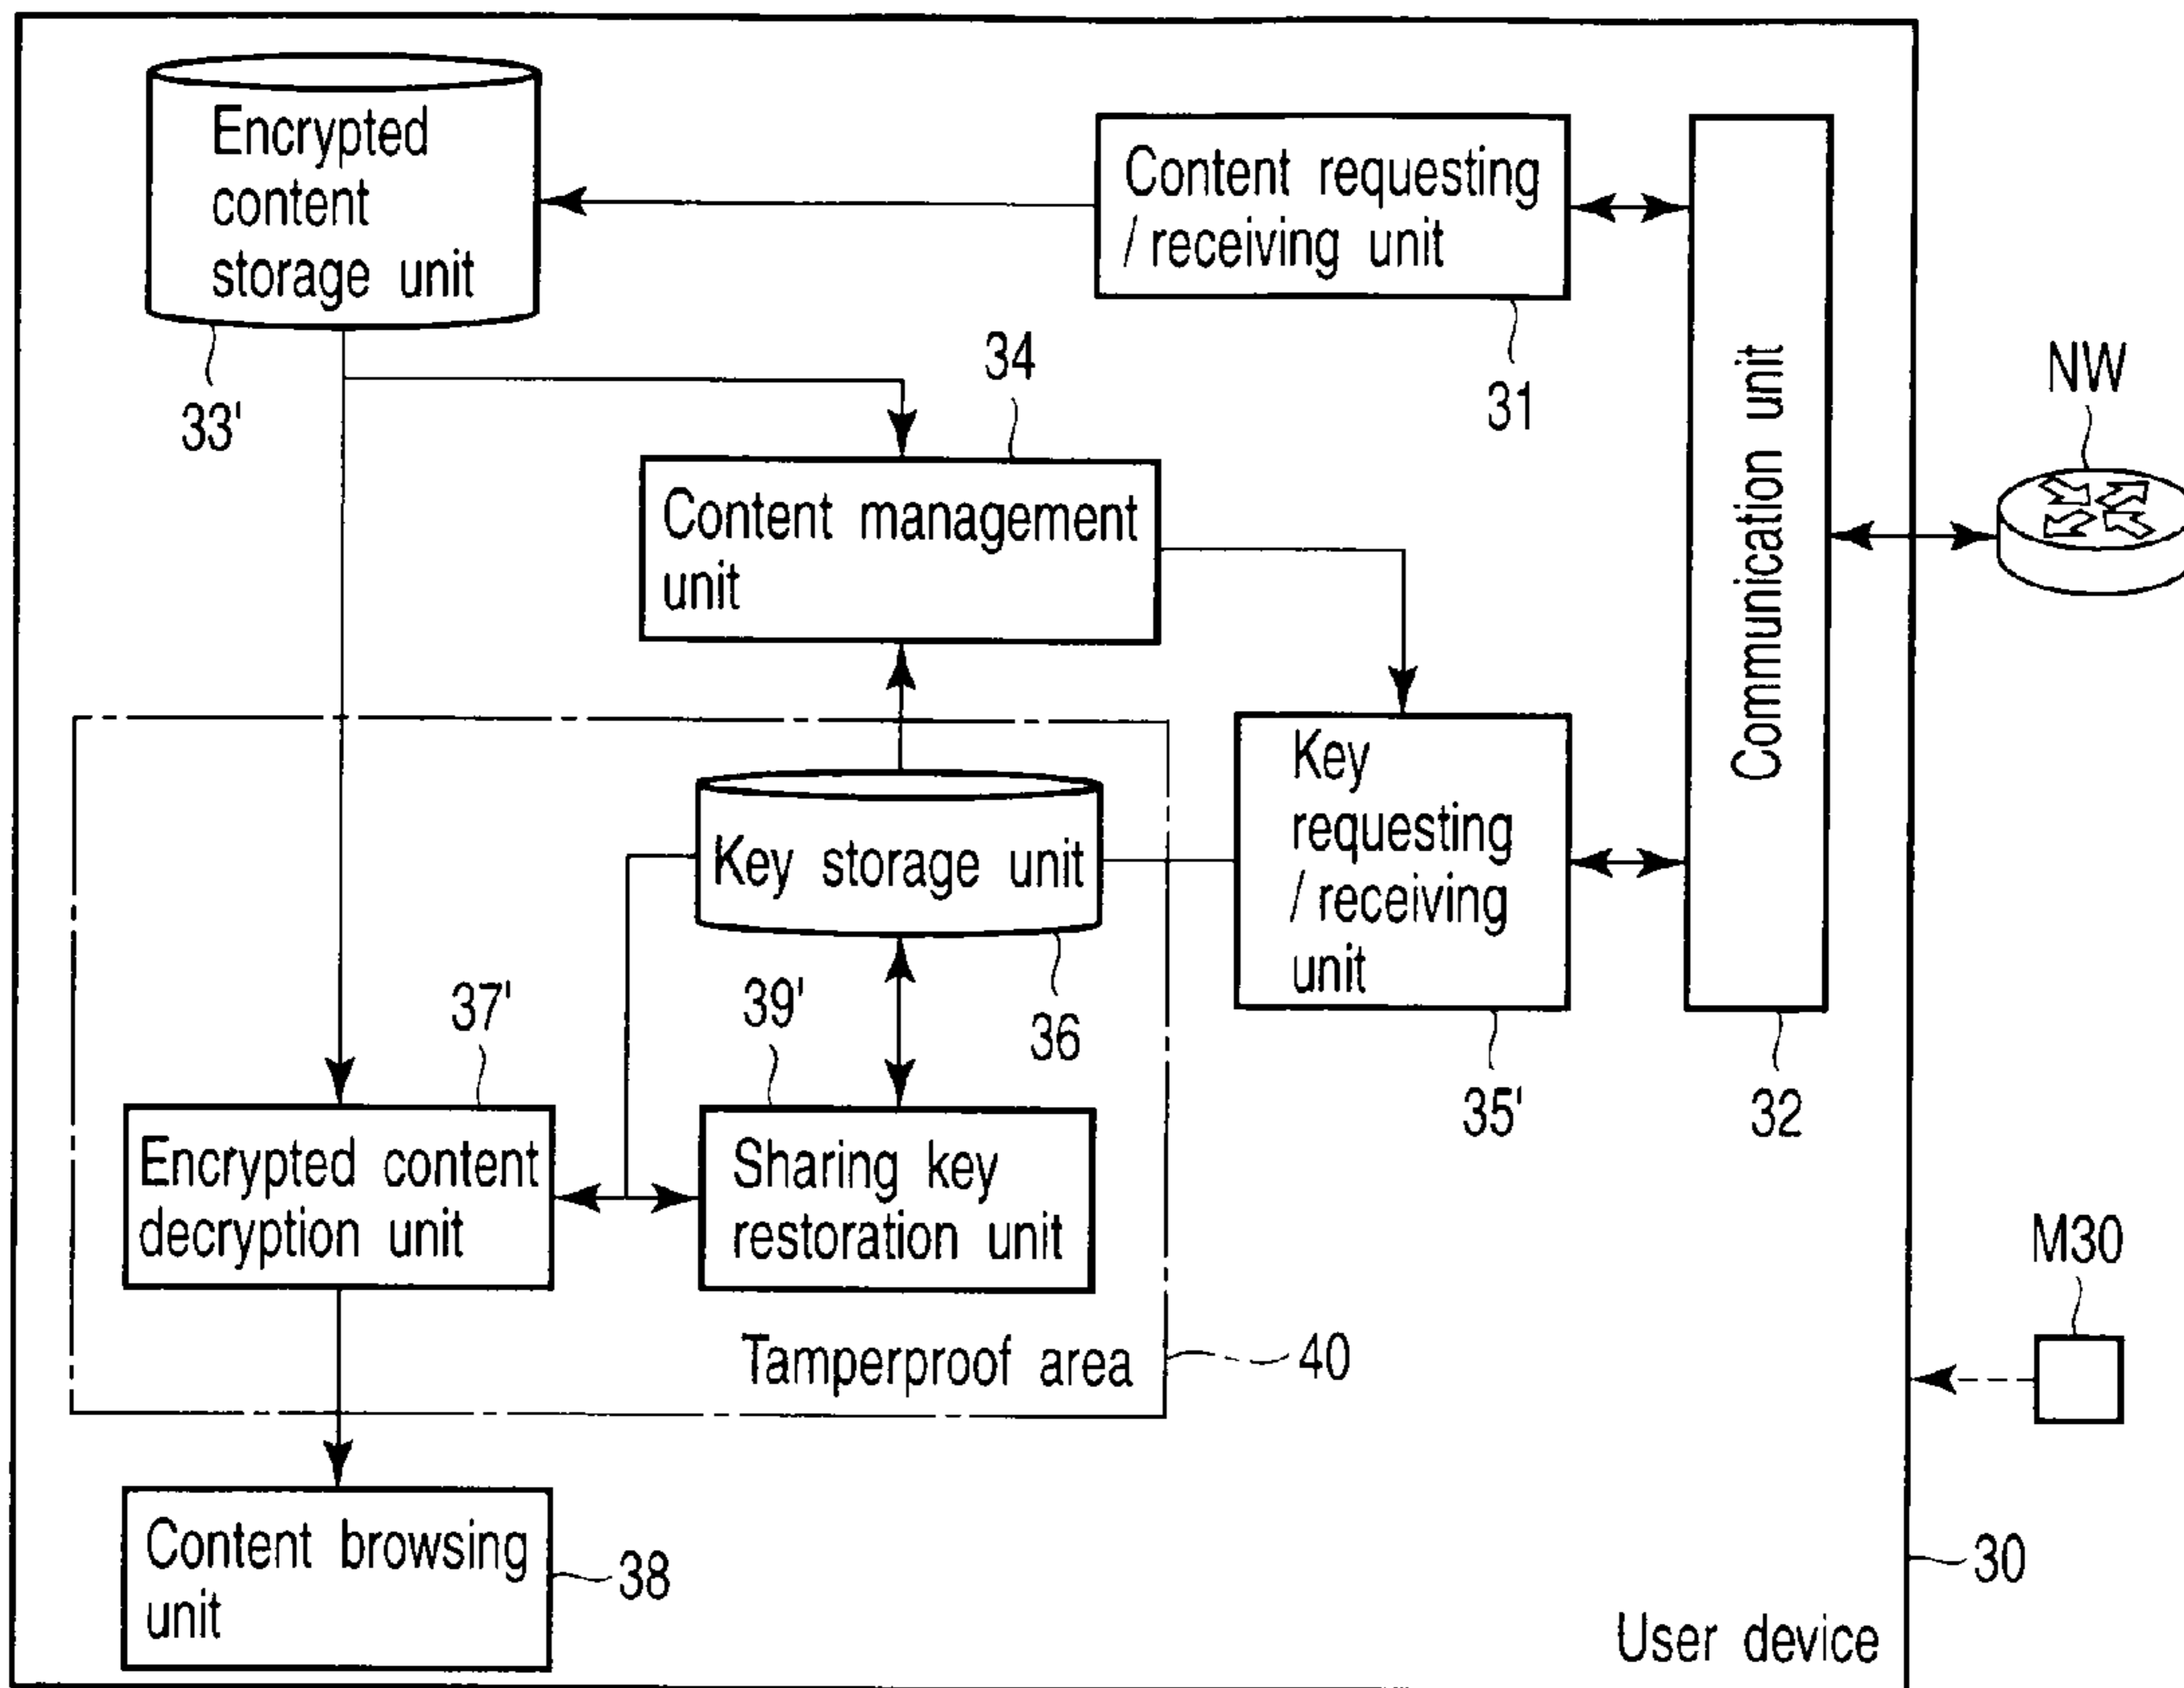 Encrypted
content
storage unit
33'
Content requesting
/ receiving unit
31
Communication unit
32
NW
34
Content management
unit
Key
requesting
/ receiving
unit
35'
Key storage unit
36
37'
Encrypted content
decryption unit
39'
Sharing key
restoration unit
Tamperproof area
40
M30
Content browsing
unit
38
30
User device